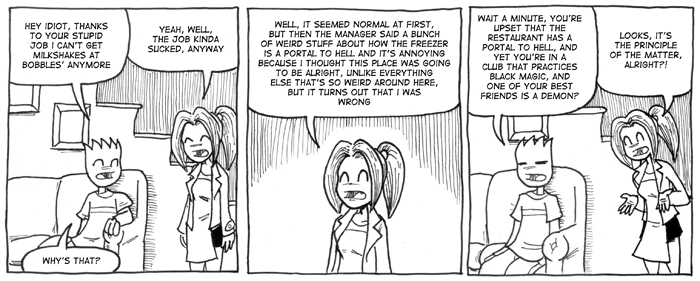 HEY IDIOT, THANKS
TO YOUR STUPID
JOB I CAN'T GET
MILKSHAKES AT
BOBBLES' ANYMORE
YEAH, WELL,
THE JOB KINDA
SUCKED, ANYWAY
WHY'S THAT?
WELL, IT SEEMED NORMAL AT FIRST,
BUT THEN THE MANAGER SAID A BUNCH
OF WEIRD STUFF ABOUT HOW THE FREEZER
IS A PORTAL TO HELL AND IT'S ANNOYING
BECAUSE I THOUGHT THIS PLACE WAS GOING
TO BE ALRIGHT, UNLIKE EVERYTHING
ELSE THAT'S SO WEIRD AROUND HERE,
BUT IT TURNS OUT THAT I WAS
WRONG
WAIT A MINUTE, YOU'RE
UPSET THAT THE
RESTAURANT HAS A
PORTAL TO HELL, AND
YET YOU'RE IN A
CLUB THAT PRACTICES
BLACK MAGIC, AND
ONE OF YOUR BEST
FRIENDS IS A DEMON?
LOOKS, IT'S
THE PRINCIPLE
OF THE MATTER,
ALRIGHT?!